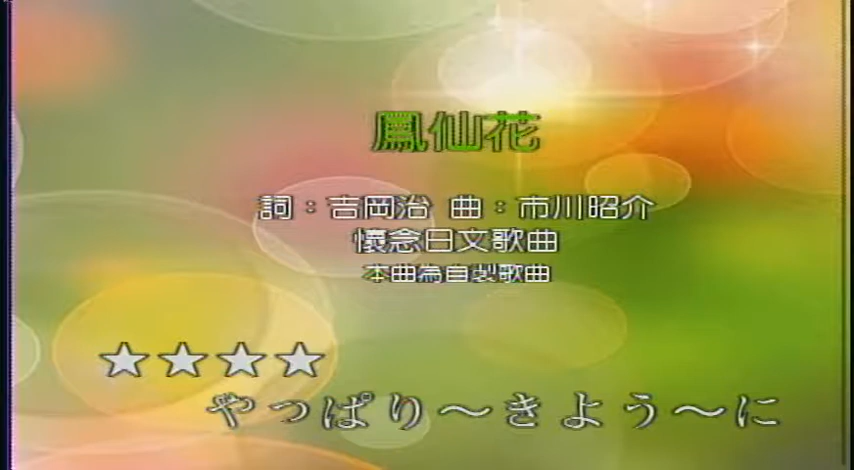 鳳仙花
詞：吉岡治 曲：市川昭介
懷念日文歌曲
本曲為自製歌曲
★★★★
やっぱり〜きよう〜に